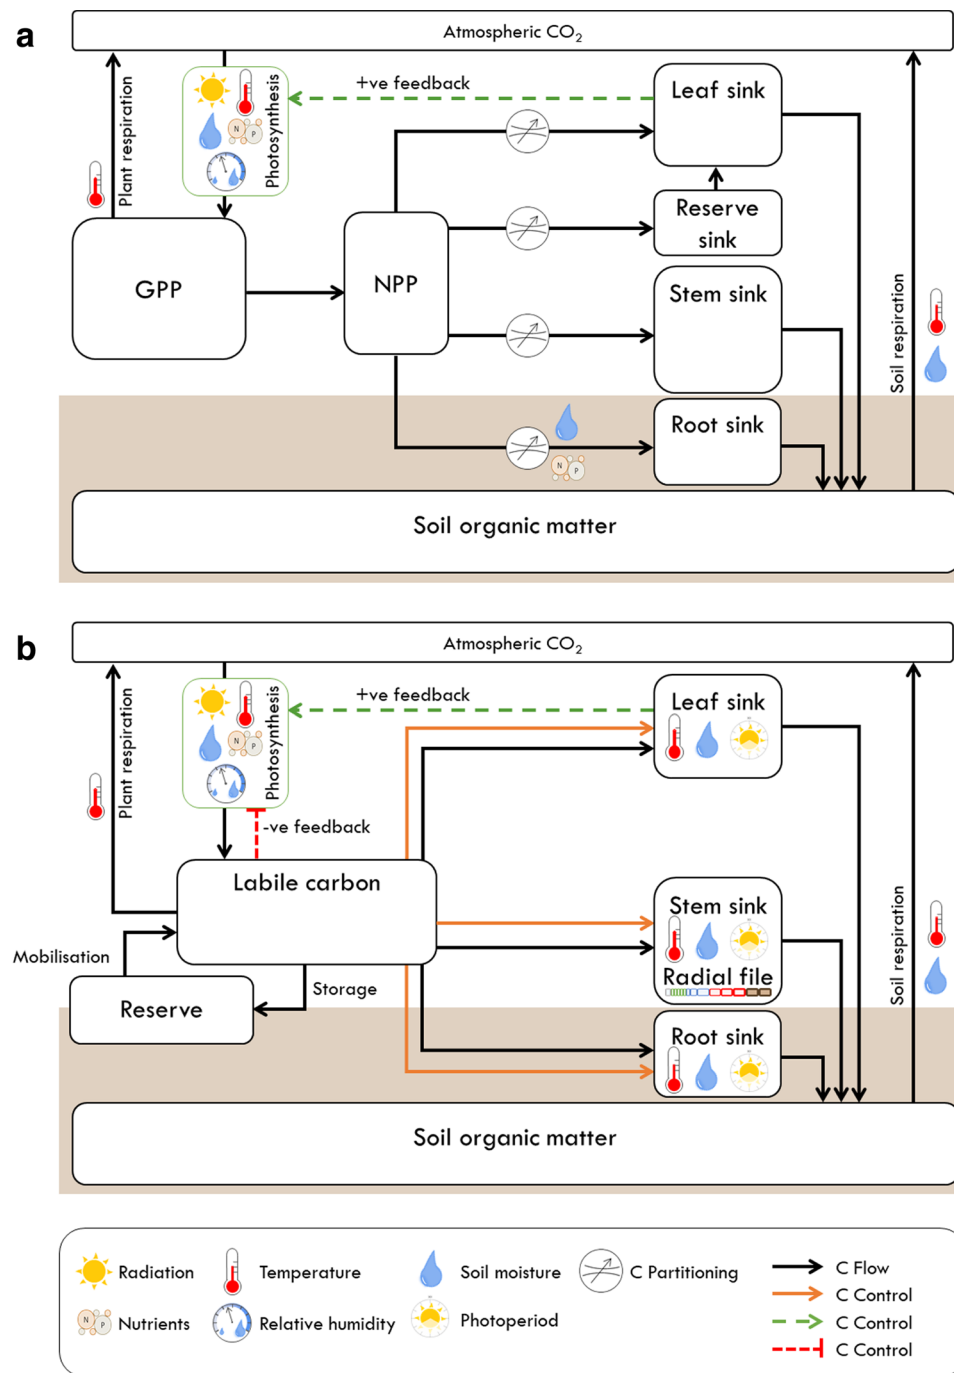 a
Atmospheric CO2
Plant respiration
Photosynthesis
N P
+ve feedback
Leaf sink
Reserve
sink
GPP
NPP
Stem sink
Soil respiration
Root sink
N P
Soil organic matter
b
Atmospheric CO2
Plant respiration
Photosynthesis
N P
+ve feedback
Leaf sink
-ve feedback
Labile carbon
Stem sink
Radial file
Mobilisation
Storage
Reserve
Soil respiration
Root sink
Soil organic matter
Radiation
Temperature
Soil moisture
C Partitioning
C Flow
C Control
N P
Nutrients
Relative humidity
Photoperiod
C Control
C Control